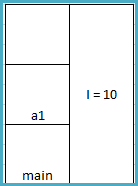 I = 10
a1
main